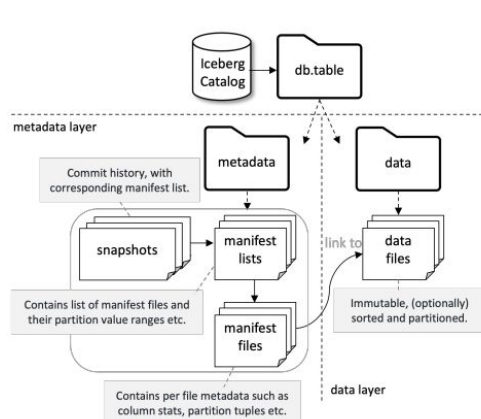 Iceberg
Catalog
db.table
metadata layer
metadata
data
Commit history, with
corresponding manifest list.
snapshots
manifest
lists
link to
data
files
Contains list of manifest files and
their partition value ranges etc.
manifest
files
Immutable, (optionally)
sorted and partitioned.
Contains per file metadata such as
column stats, partition tuples etc.
data layer